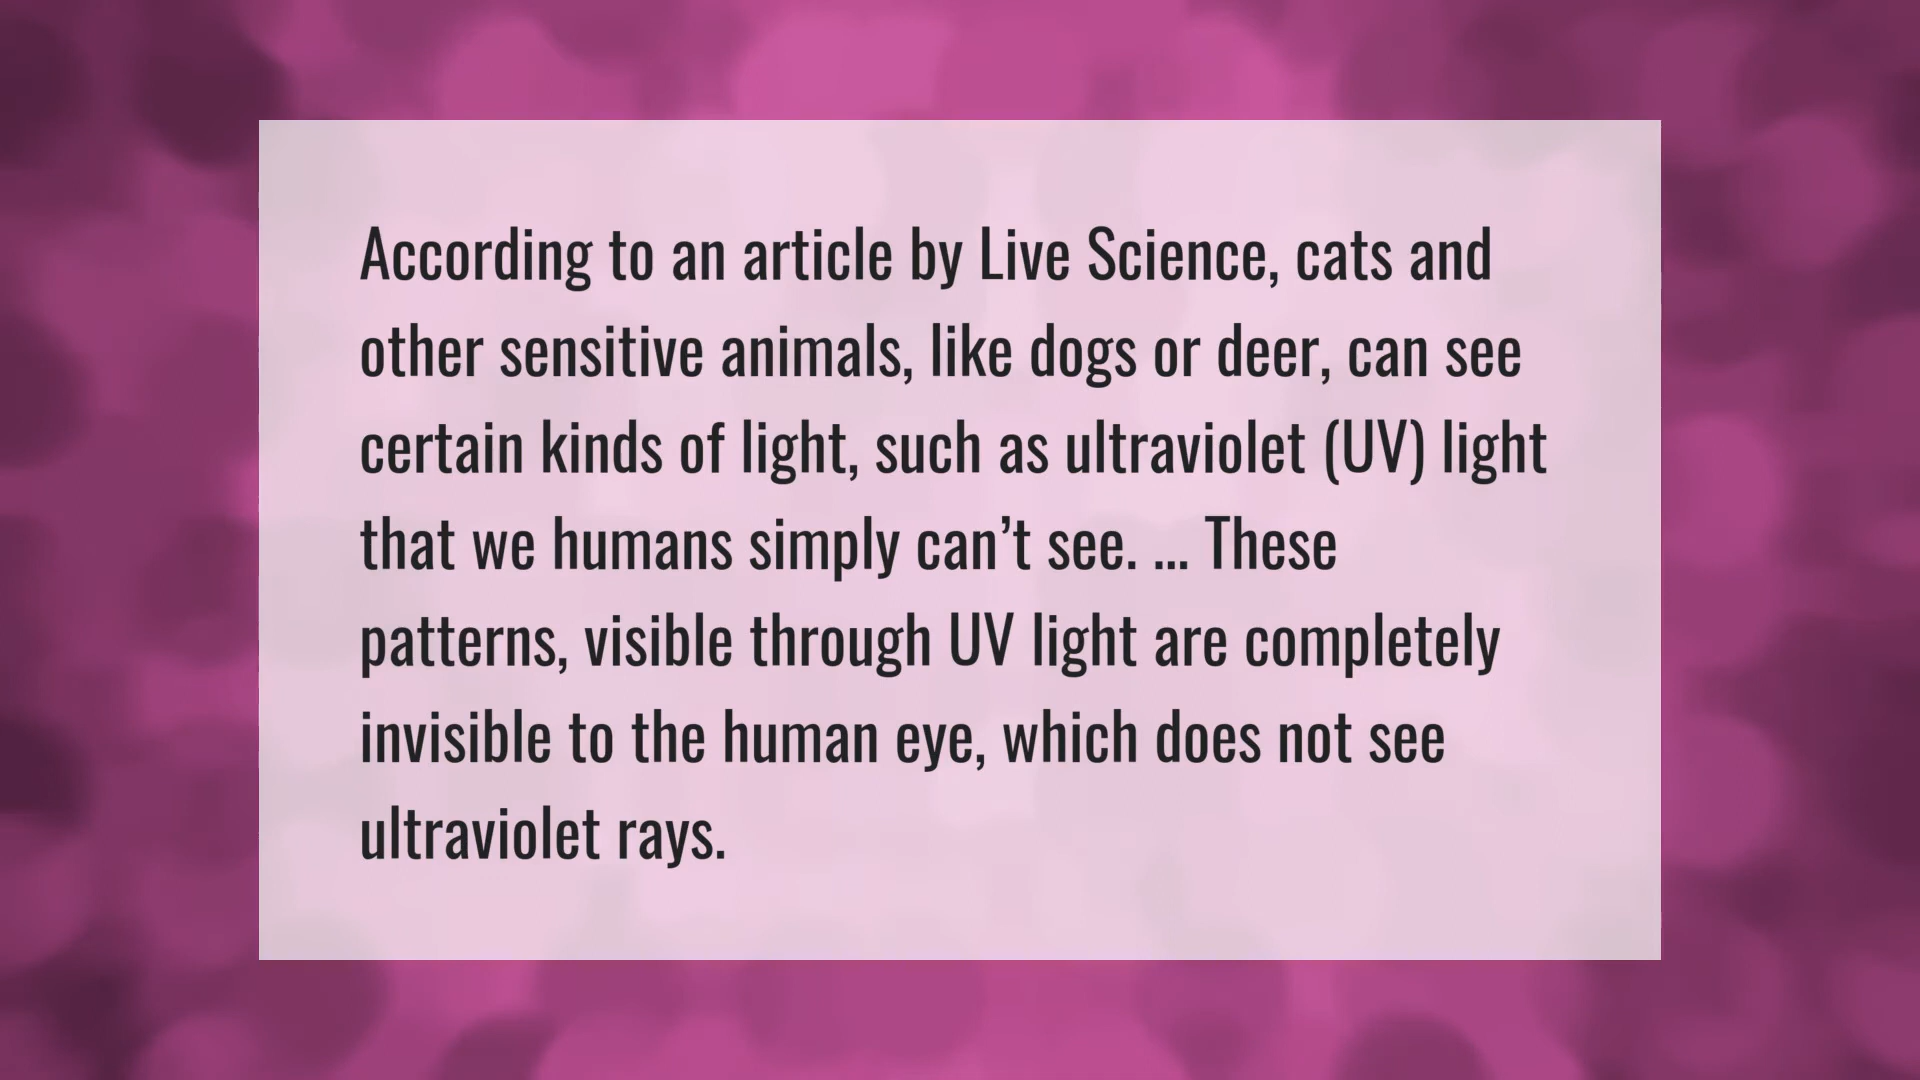 According to an article by Live Science, cats and
other sensitive animals, like dogs or deer, can see
certain kinds of light, such as ultraviolet (UV) light
that we humans simply can’t see. ... These
patterns, visible through UV light are completely
invisible to the human eye, which does not see
ultraviolet rays.